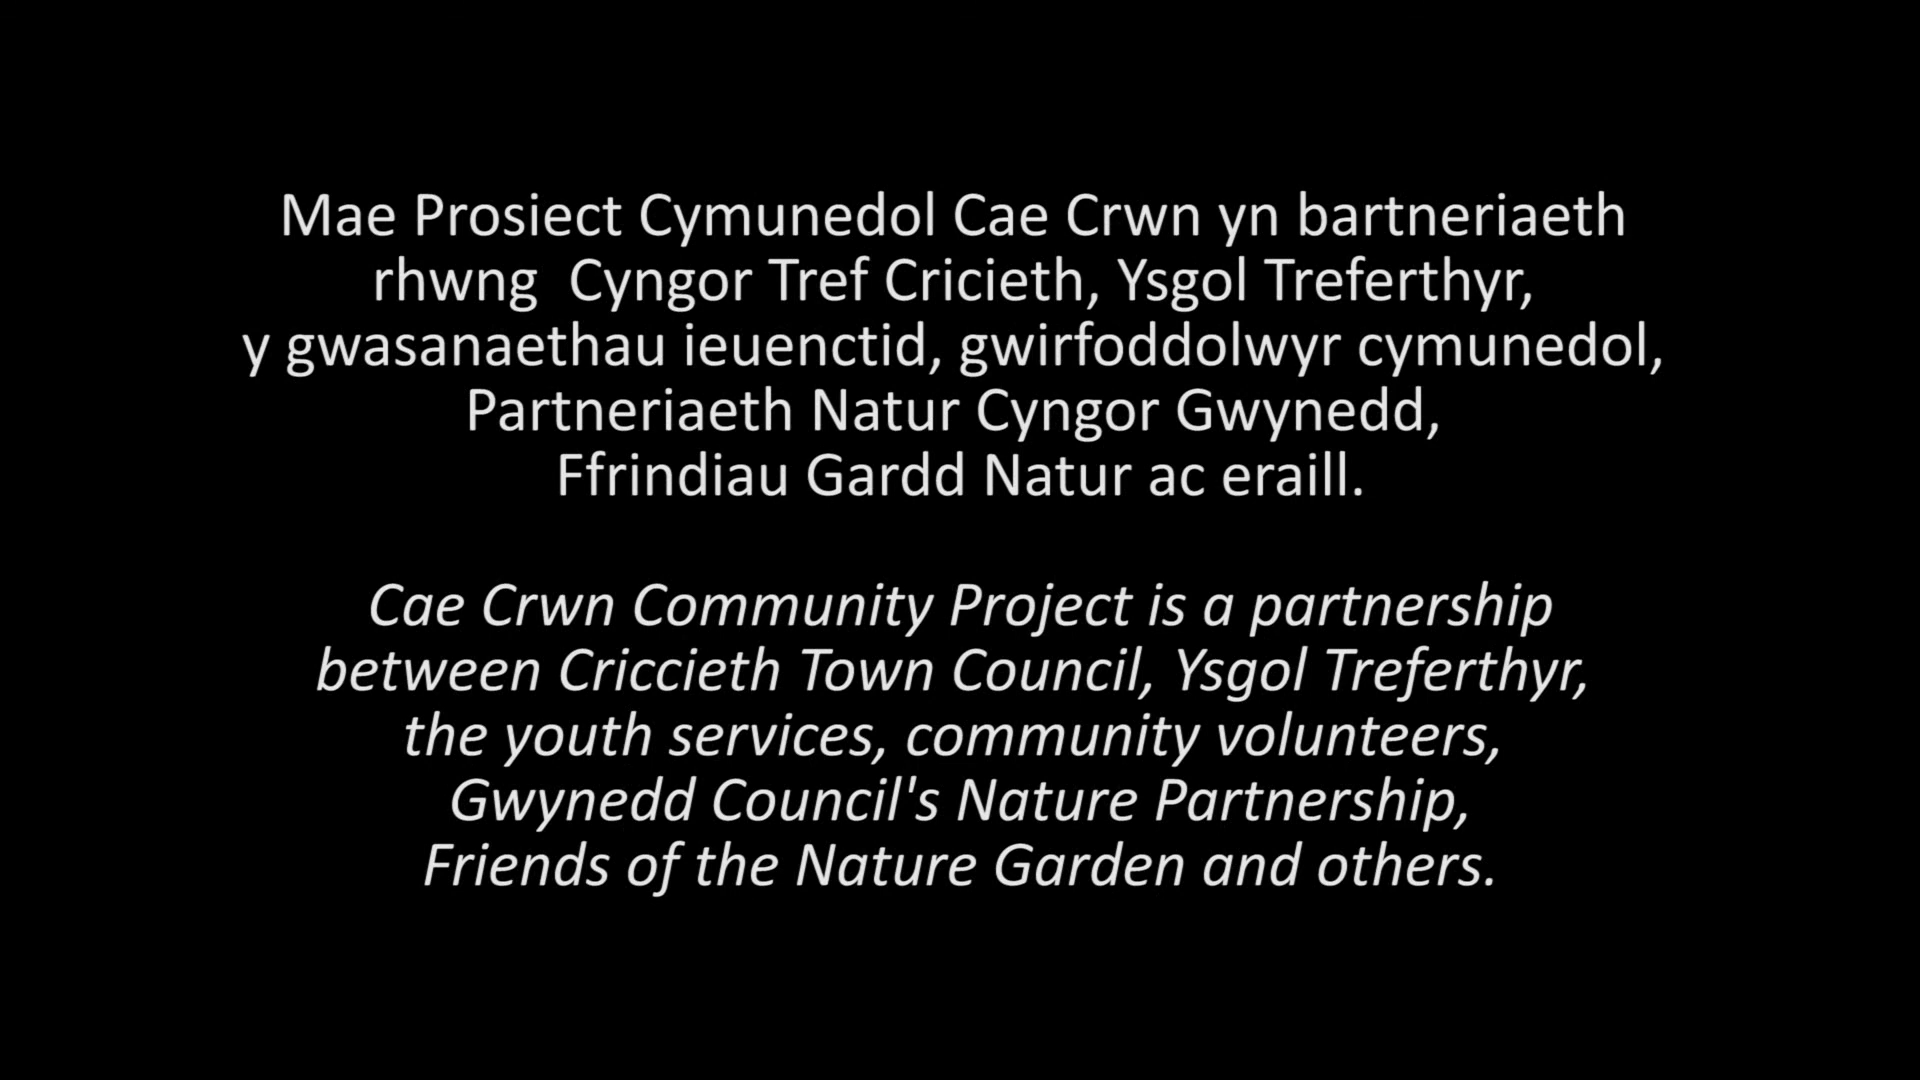 Mae Prosiect Cymunedol Cae Crwn yn bartneriaeth
rhwng  Cyngor Tref Cricieth, Ysgol Treferthyr,
y gwasanaethau ieuenctid, gwirfoddolwyr cymunedol,
Partneriaeth Natur Cyngor Gwynedd,
Ffrindiau Gardd Natur ac eraill.
Cae Crwn Community Project is a partnership
between Criccieth Town Council, Ysgol Treferthyr,
the youth services, community volunteers,
Gwynedd Council's Nature Partnership,
Friends of the Nature Garden and others.